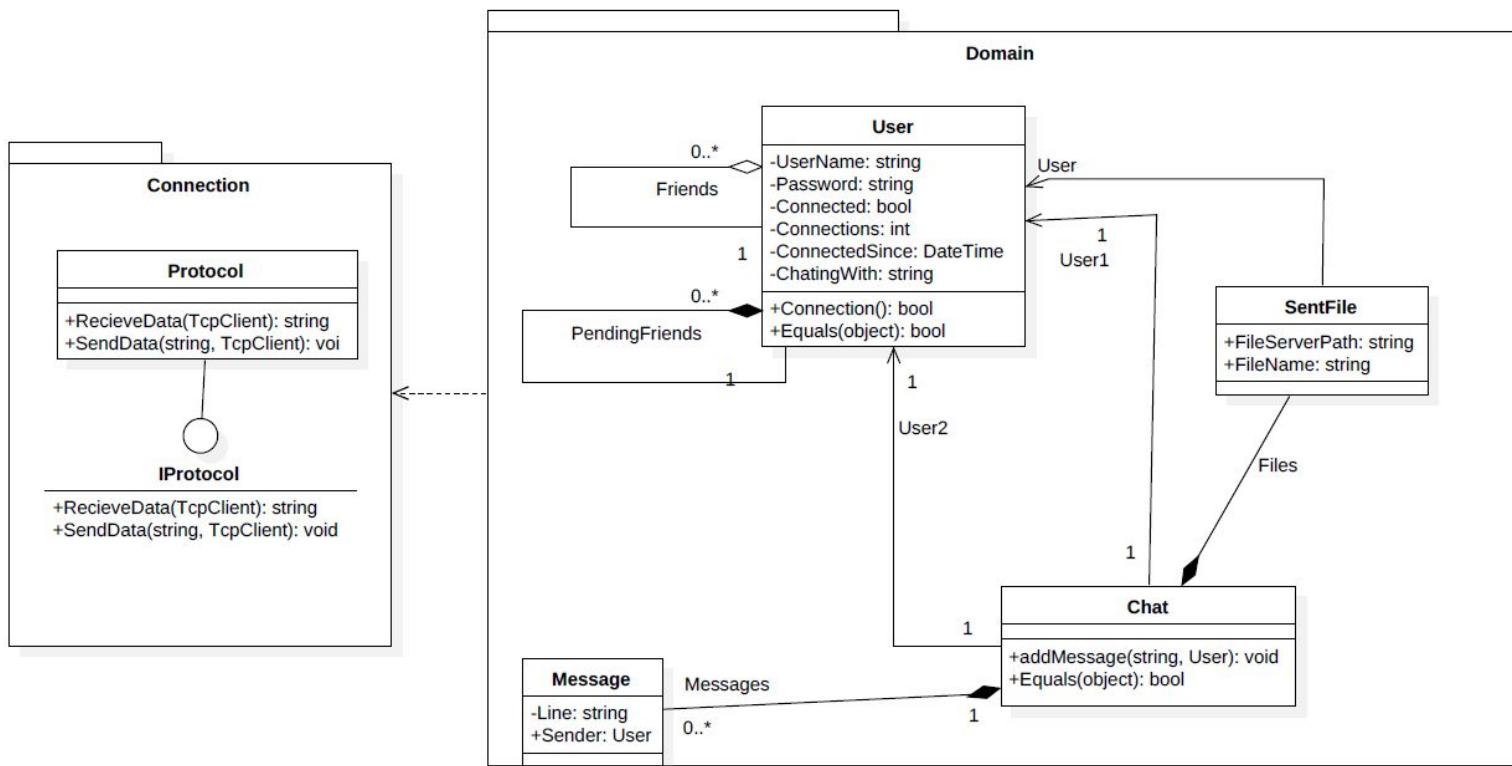 Connection
Protocol
+RecieveData(TcpClient): string
+SendData(string, TcpClient): voi
IProtocol
+RecieveData(TcpClient): string
+SendData(string, TcpClient): void
Domain
User
-UserName: string
-Password: string
-Connected: bool
-Connections: int
-ConnectedSince: DateTime
-ChatingWith: string
+Connection(): bool
+Equals(object): bool
0..*
Friends
1
0..*
PendingFriends
1
User
1
User1
1
User2
SentFile
+FileServerPath: string
+FileName: string
Files
1
1
Chat
+addMessage(string, User): void
+Equals(object): bool
Message
-Line: string
+Sender: User
Messages
0..*
1